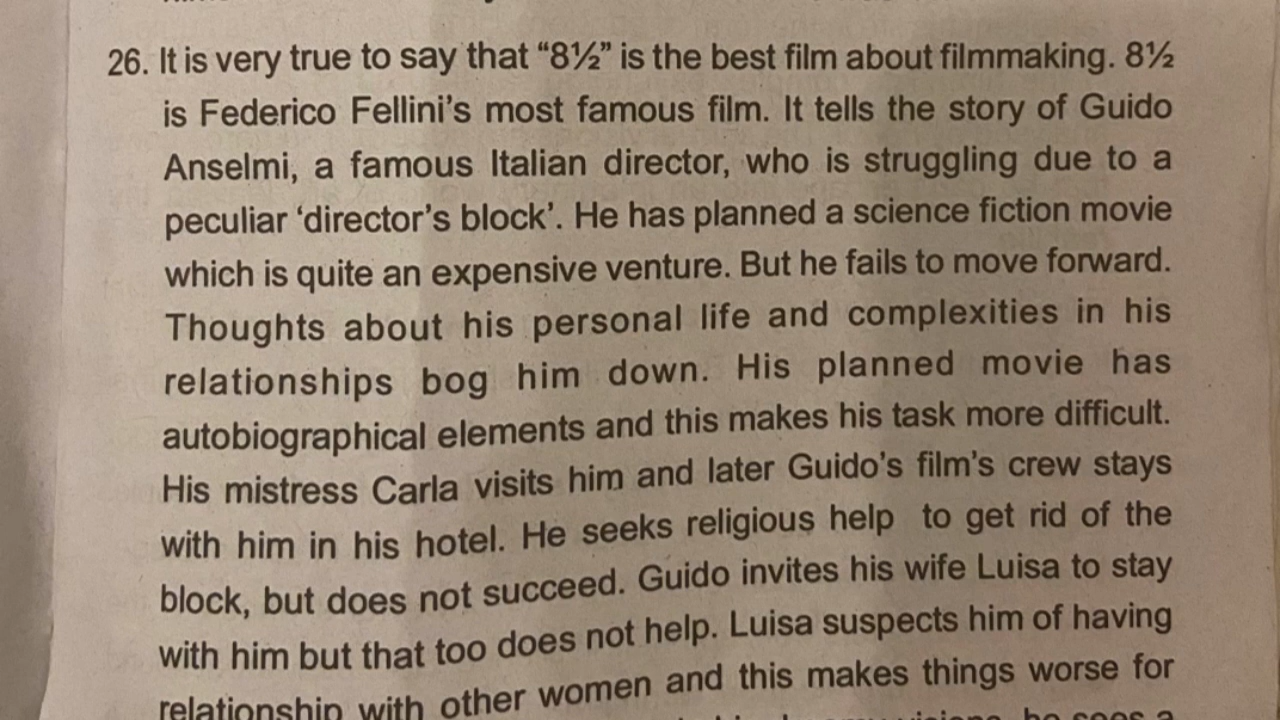 26. It is very true to say that “8½” is the best film about filmmaking. 8½
is Federico Fellini’s most famous film. It tells the story of Guido
Anselmi, a famous Italian director, who is struggling due to a
peculiar ‘director’s block’. He has planned a science fiction movie
which is quite an expensive venture. But he fails to move forward.
Thoughts about his personal life and complexities in his
relationships bog him down. His planned movie has
autobiographical elements and this makes his task more difficult.
His mistress Carla visits him and later Guido’s film’s crew stays
with him in his hotel. He seeks religious help to get rid of the
block, but does not succeed. Guido invites his wife Luisa to stay
with him but that too does not help. Luisa suspects him of having
relationship with other women and this makes things worse for
he sees a